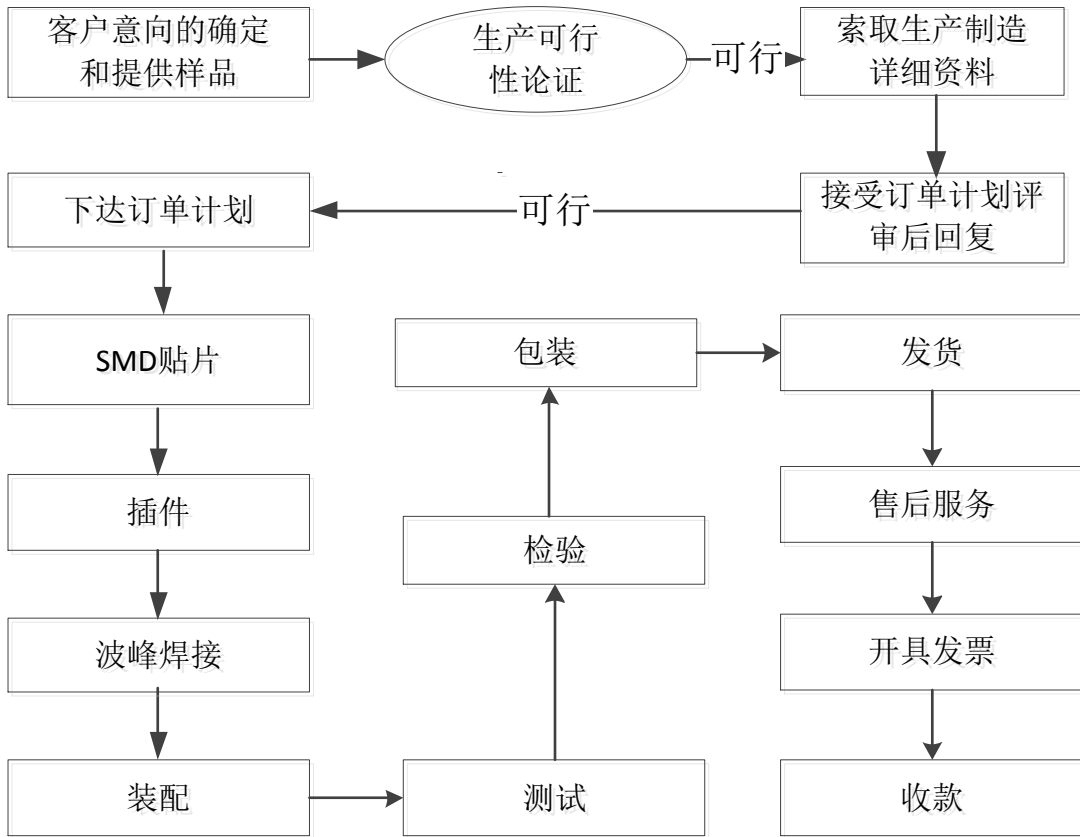 客户意向的确定
和提供样品
生产可行
性论证
可行
索取生产制造
详细资料
接受订单计划评
审后回复
可行
下达订单计划
SMD贴片
插件
波峰焊接
装配
测试
检验
包装
发货
售后服务
开具发票
收款